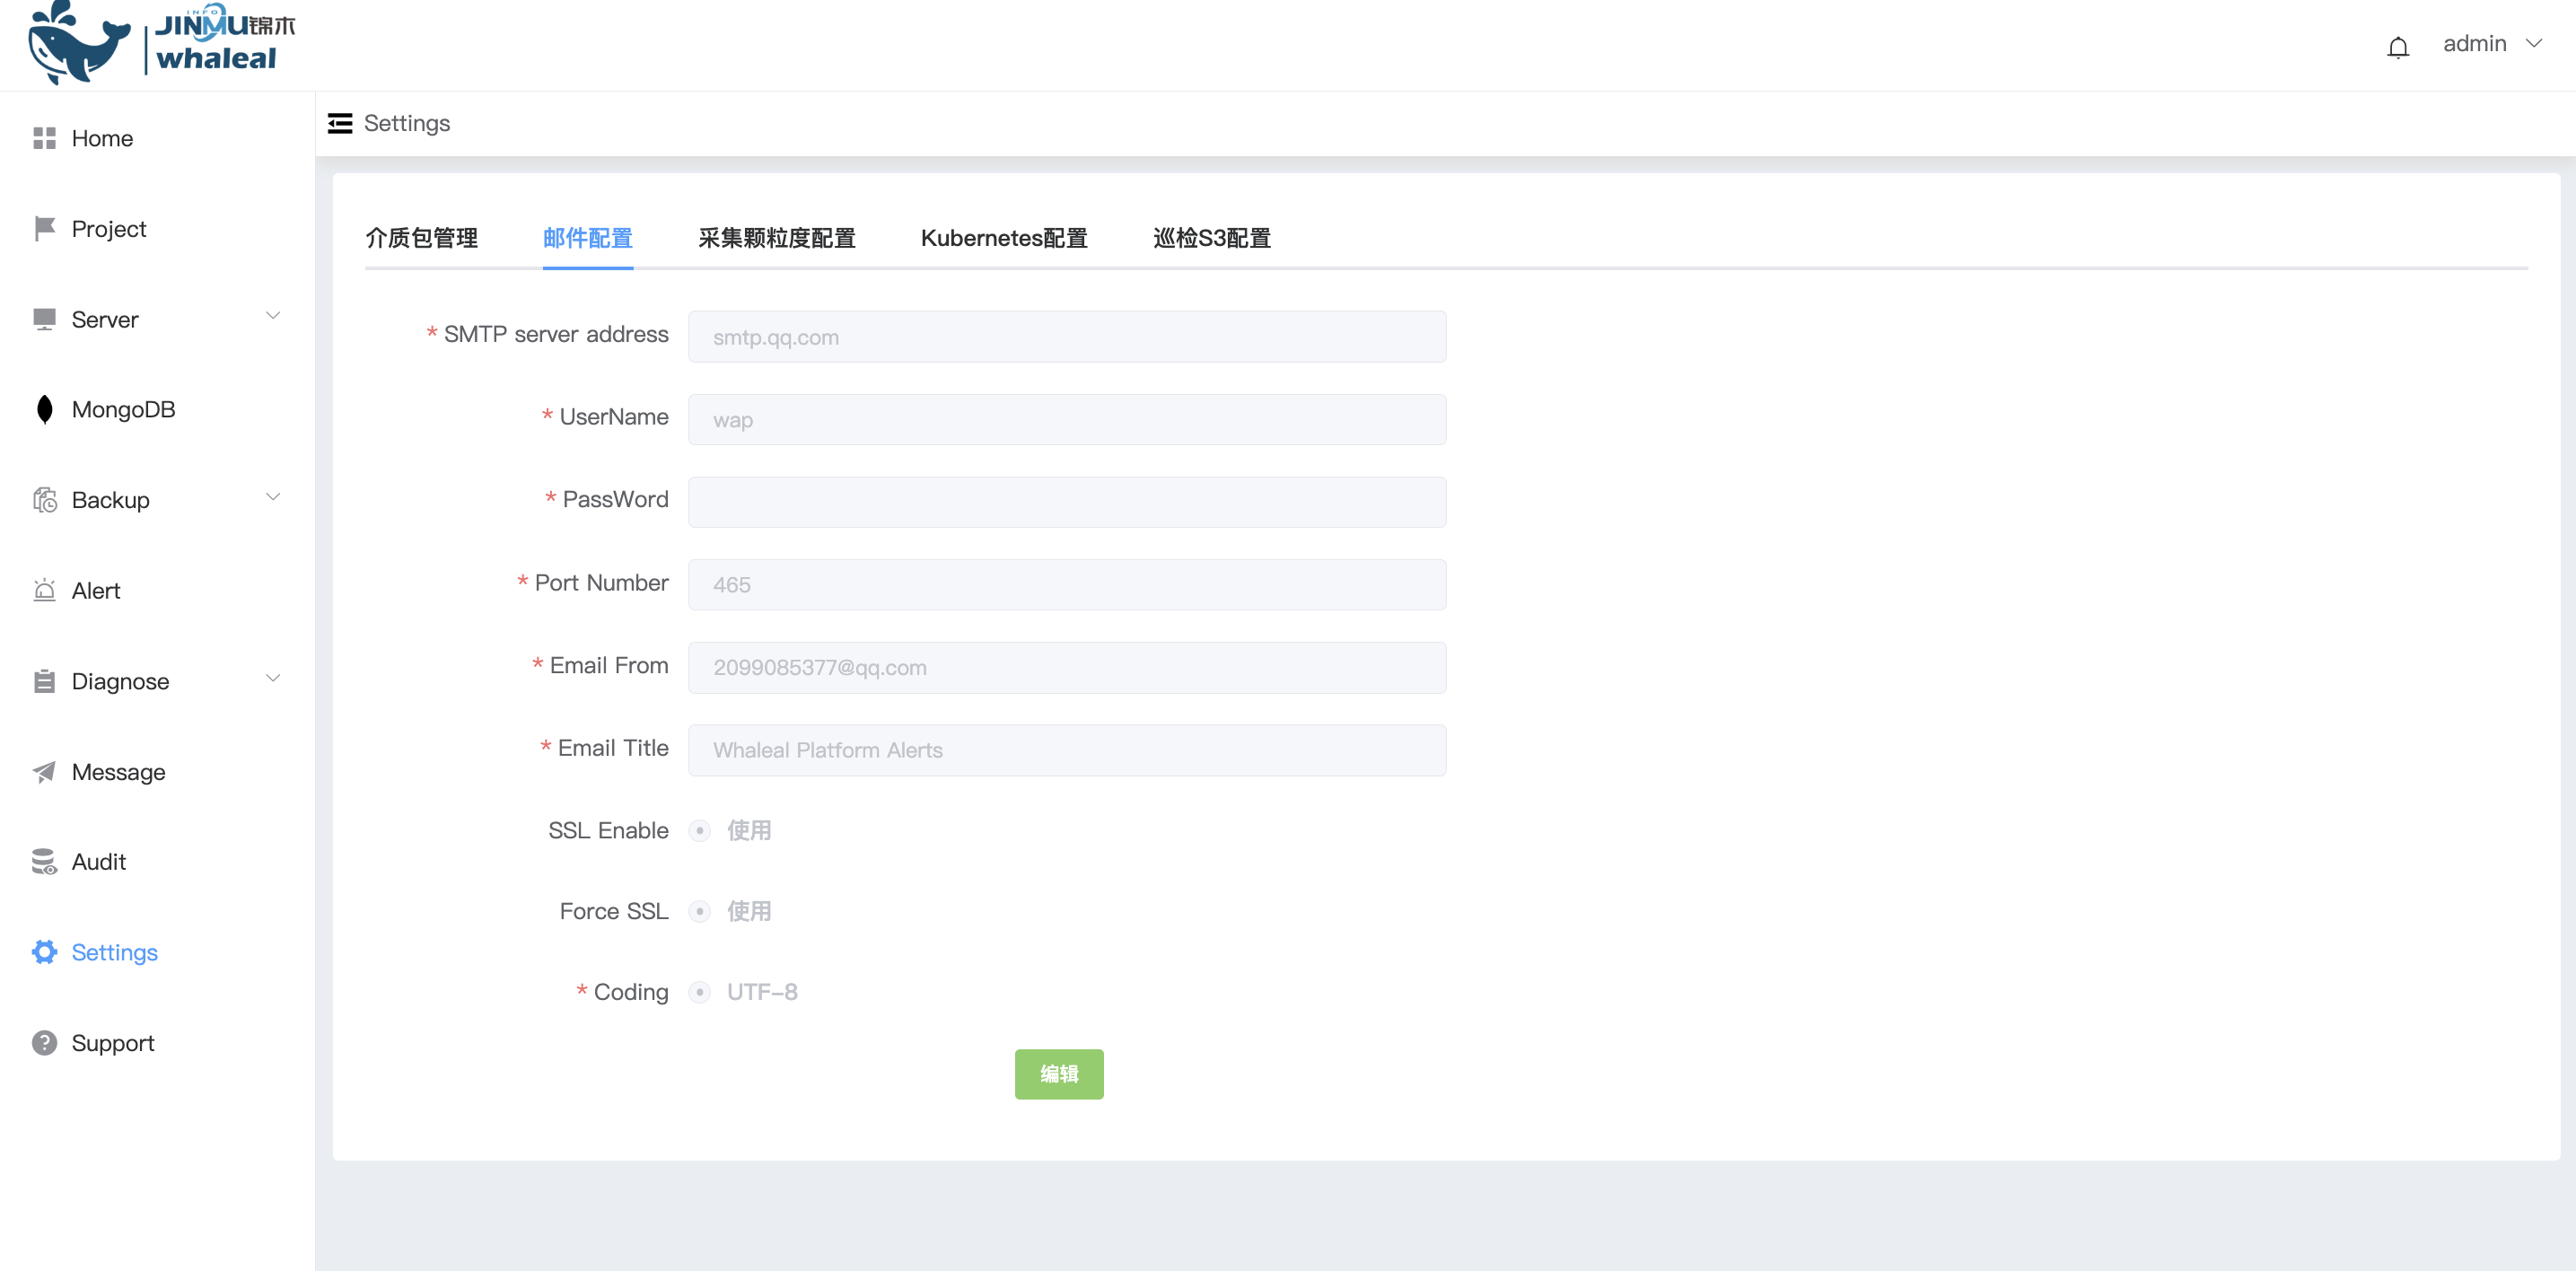 INFO
JINMU锦木
whaleal
admin
Home
Project
Server
MongoDB
Backup
Alert
Diagnose
Message
Audit
Settings
Support
Settings
介质包管理 邮件配置 采集颗粒度配置 Kubernetes配置 巡检S3配置
* SMTP server address smtp.qq.com
* UserName wap
* PassWord
* Port Number 465
* Email From 2099085377@qq.com
* Email Title Whaleal Platform Alerts
SSL Enable 使用
Force SSL 使用
* Coding UTF-8
编辑